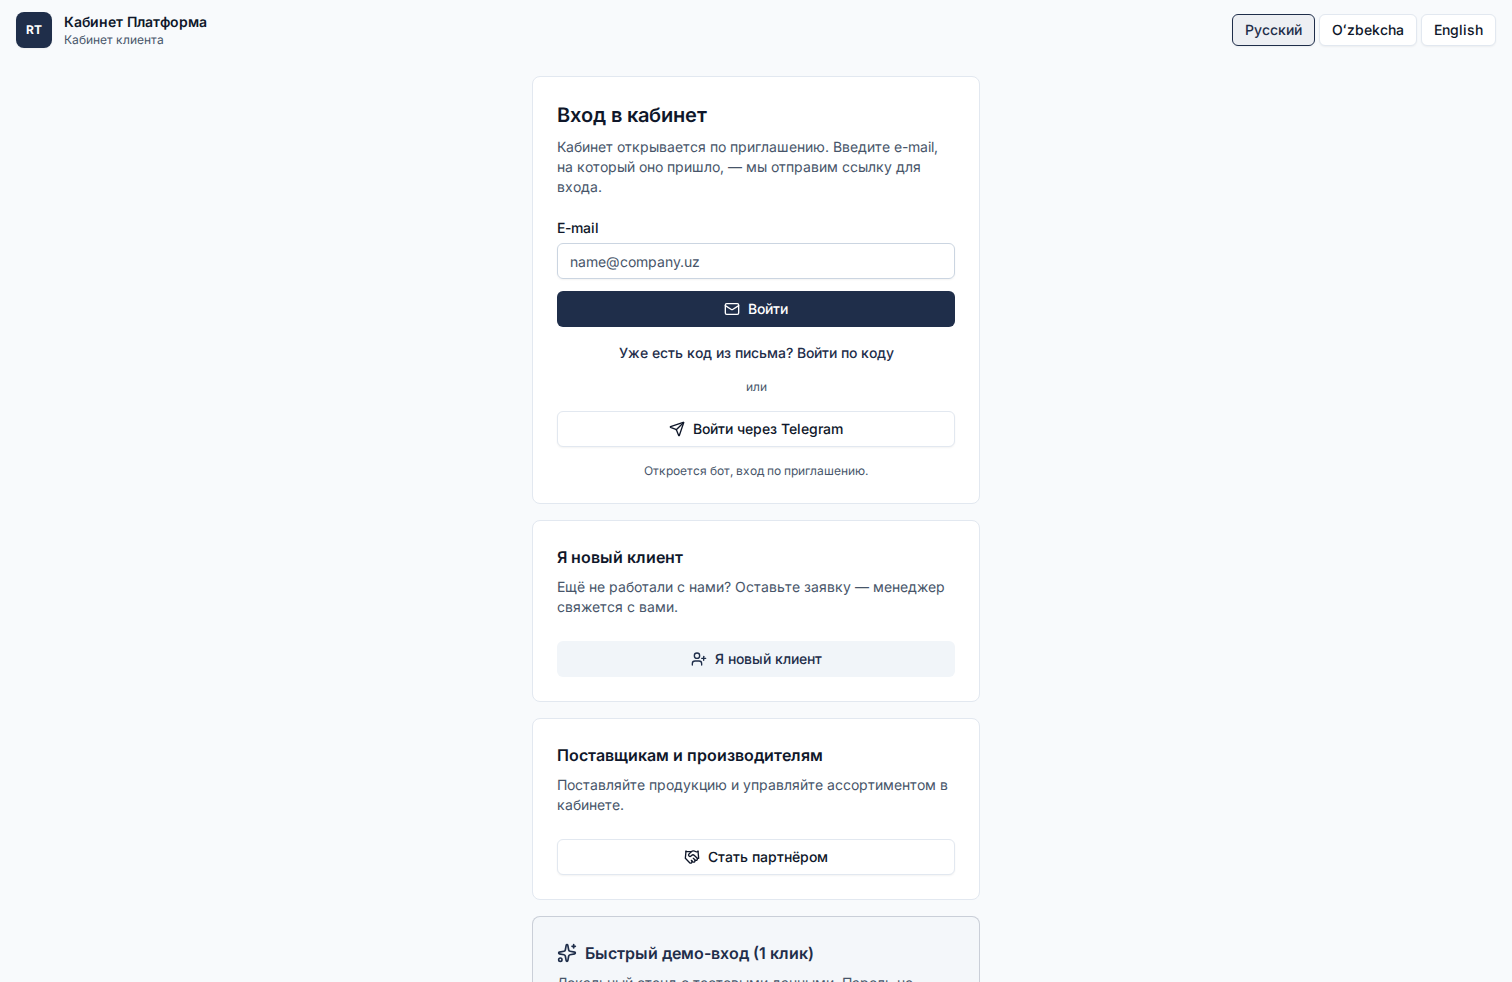 RT
Кабинет Платформа
Кабинет клиента
Русский
Oʻzbekcha
English
Вход в кабинет
Кабинет открывается по приглашению. Введите e-mail,
на который оно пришло, — мы отправим ссылку для
входа.
E-mail
name@company.uz
Войти
Уже есть код из письма? Войти по коду
или
Войти через Telegram
Откроется бот, вход по приглашению.
Я новый клиент
Ещё не работали с нами? Оставьте заявку — менеджер
свяжется с вами.
Я новый клиент
Поставщикам и производителям
Поставляйте продукцию и управляйте ассортиментом в
кабинете.
Стать партнёром
Быстрый демо-вход (1 клик)